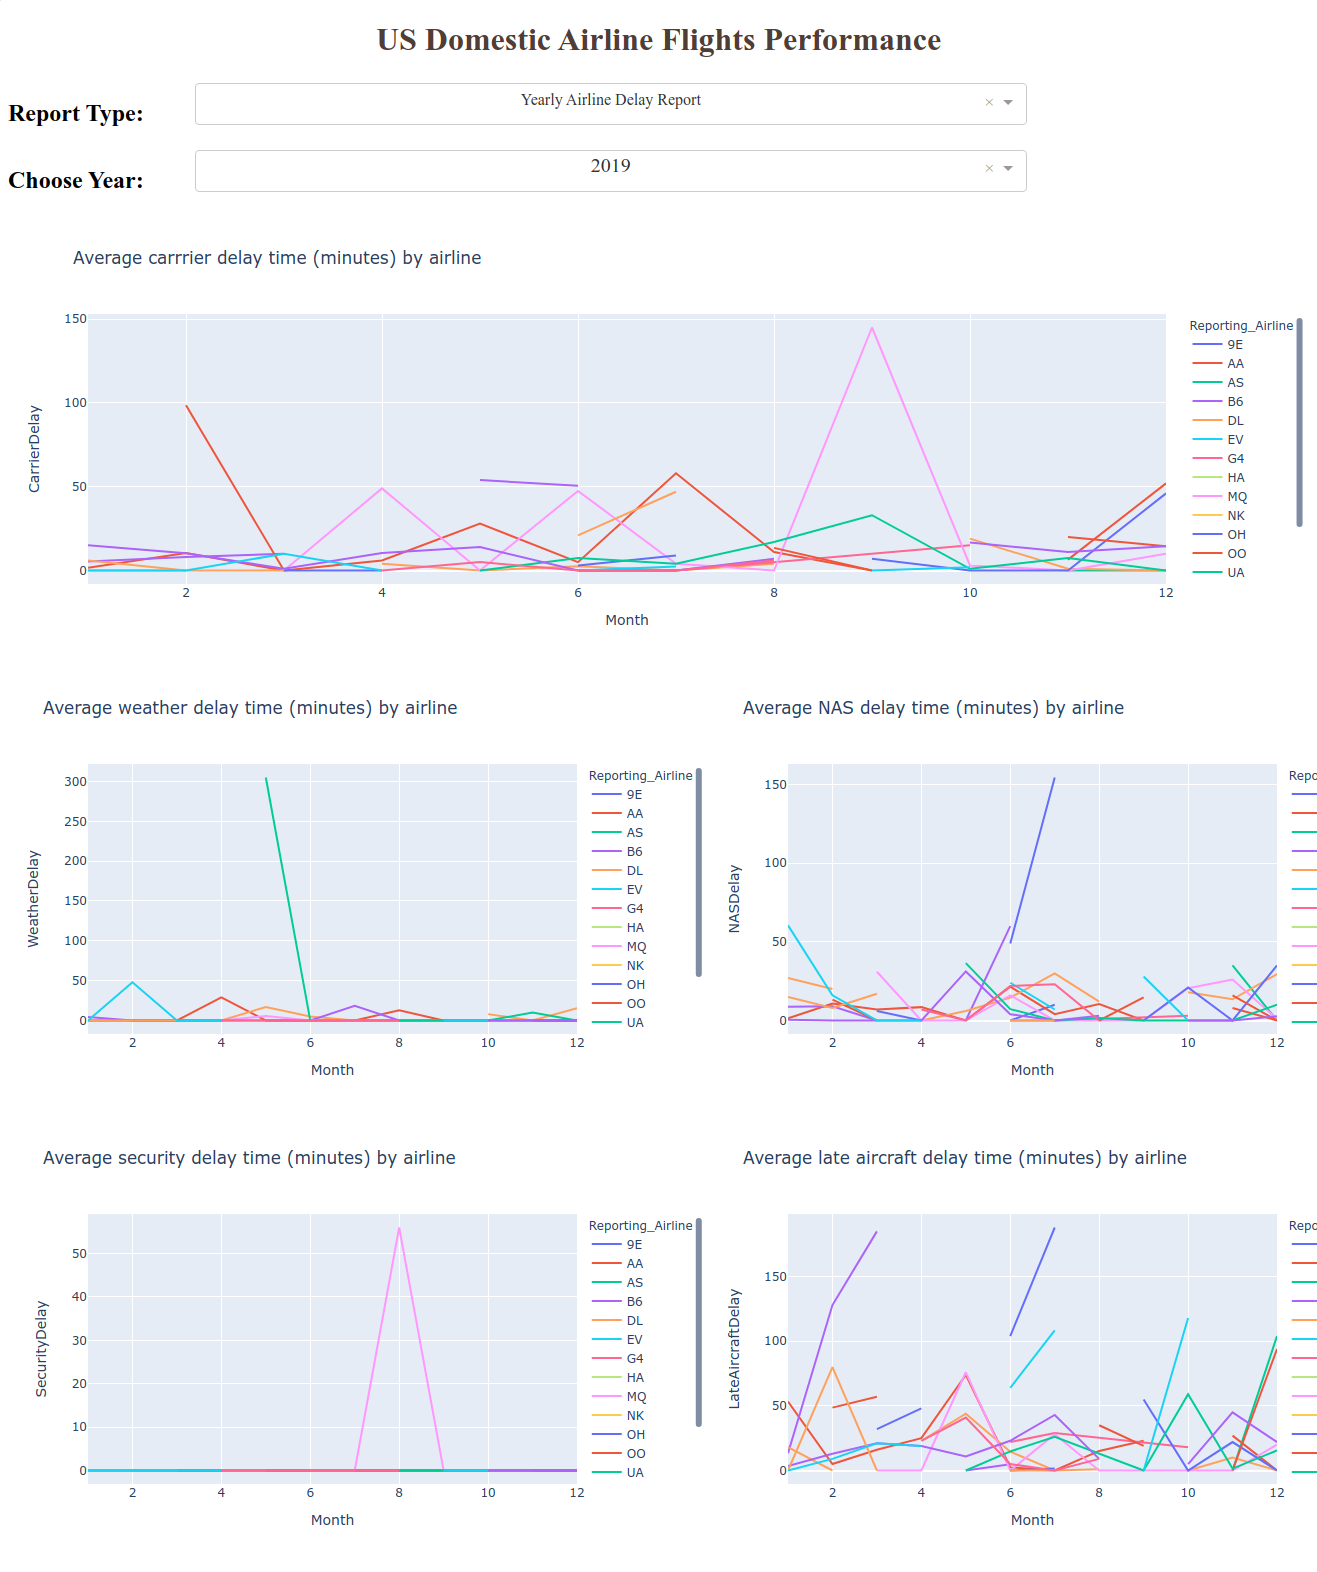 US Domestic Airline Flights Performance
Report Type:
Yearly Airline Delay Report
×
Choose Year:
2019
×
Average carrrier delay time (minutes) by airline
CarrierDelay
150
100
50
0
2 4 6 8 10 12
Month
Reporting_Airline
9E
AA
AS
B6
DL
EV
G4
HA
MQ
NK
OH
OO
UA
Average weather delay time (minutes) by airline
WeatherDelay
300
250
200
150
100
50
0
2 4 6 8 10 12
Month
Reporting_Airline
9E
AA
AS
B6
DL
EV
G4
HA
MQ
NK
OH
OO
UA
Average NAS delay time (minutes) by airline
NASDelay
150
100
50
0
2 4 6 8 10 12
Month
Repo
Average security delay time (minutes) by airline
SecurityDelay
50
40
30
20
10
0
2 4 6 8 10 12
Month
Reporting_Airline
9E
AA
AS
B6
DL
EV
G4
HA
MQ
NK
OH
OO
UA
Average late aircraft delay time (minutes) by airline
LateAircraftDelay
150
100
50
0
2 4 6 8 10 12
Month
Repo